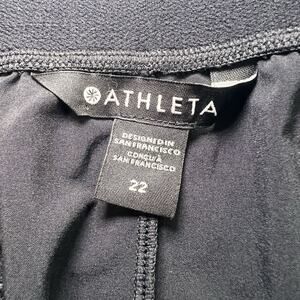 ATHLETA
DESIGNED IN
SAN FRANCISCO
CONÇU À
SAN FRANCISCO
22